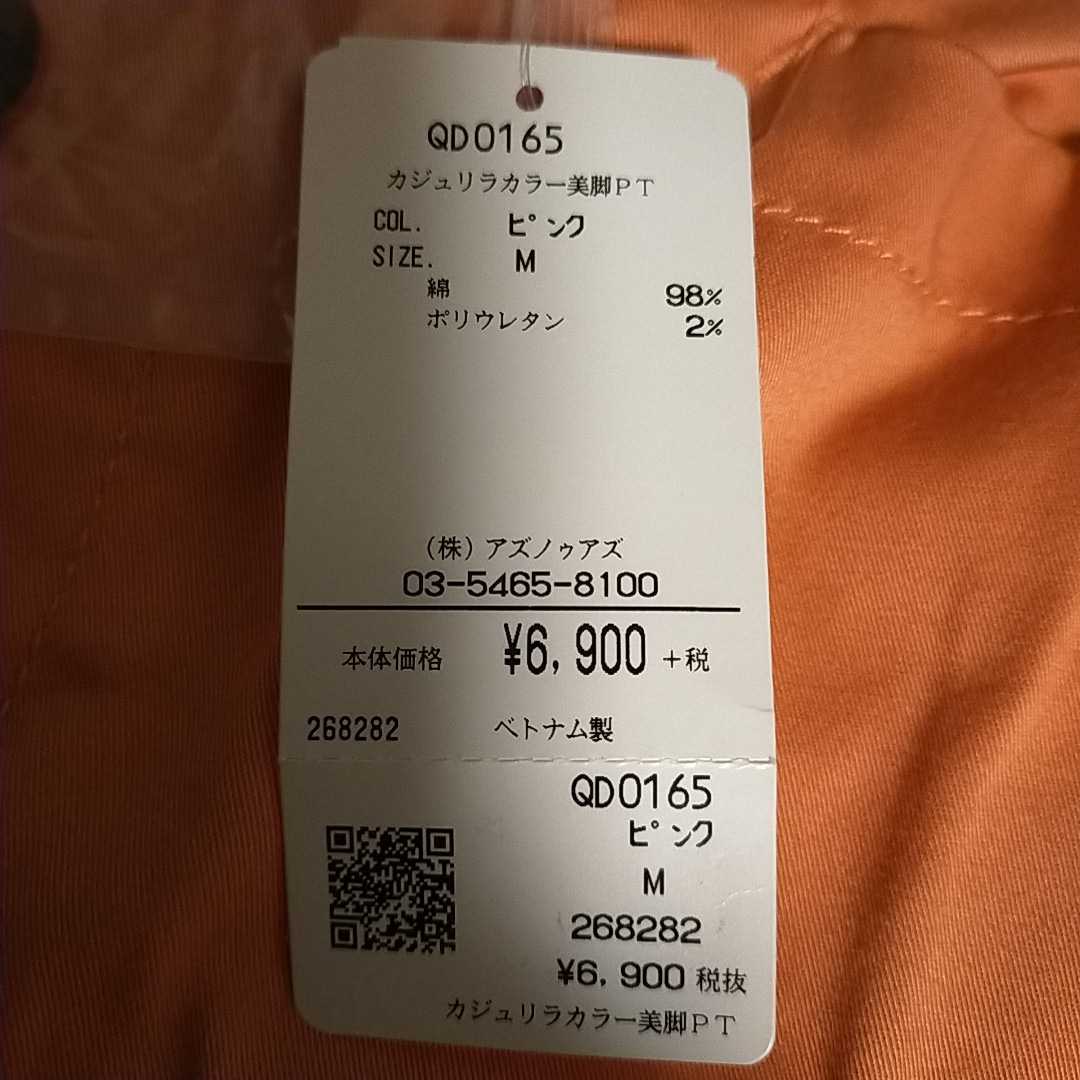 QD0165
カジュリラカラー美脚ＰＴ
COL. ピンク
SIZE. M
綿 98%
ポリウレタン 2%
（株）アズノゥアズ
03-5465-8100
本体価格 ¥6,900 +税
268282 ベトナム製
QD0165
ピンク
M
268282
¥6,900 税抜
カジュリラカラー美脚ＰＴ